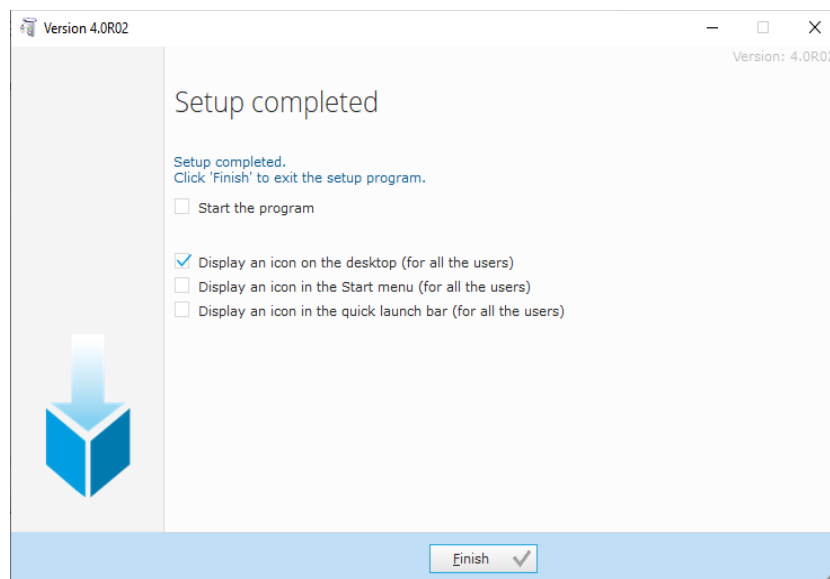 Version 4.0R02
Version: 4.0R02
Setup completed
Setup completed.
Click 'Finish' to exit the setup program.
Start the program
Display an icon on the desktop (for all the users)
Display an icon in the Start menu (for all the users)
Display an icon in the quick launch bar (for all the users)
Finish